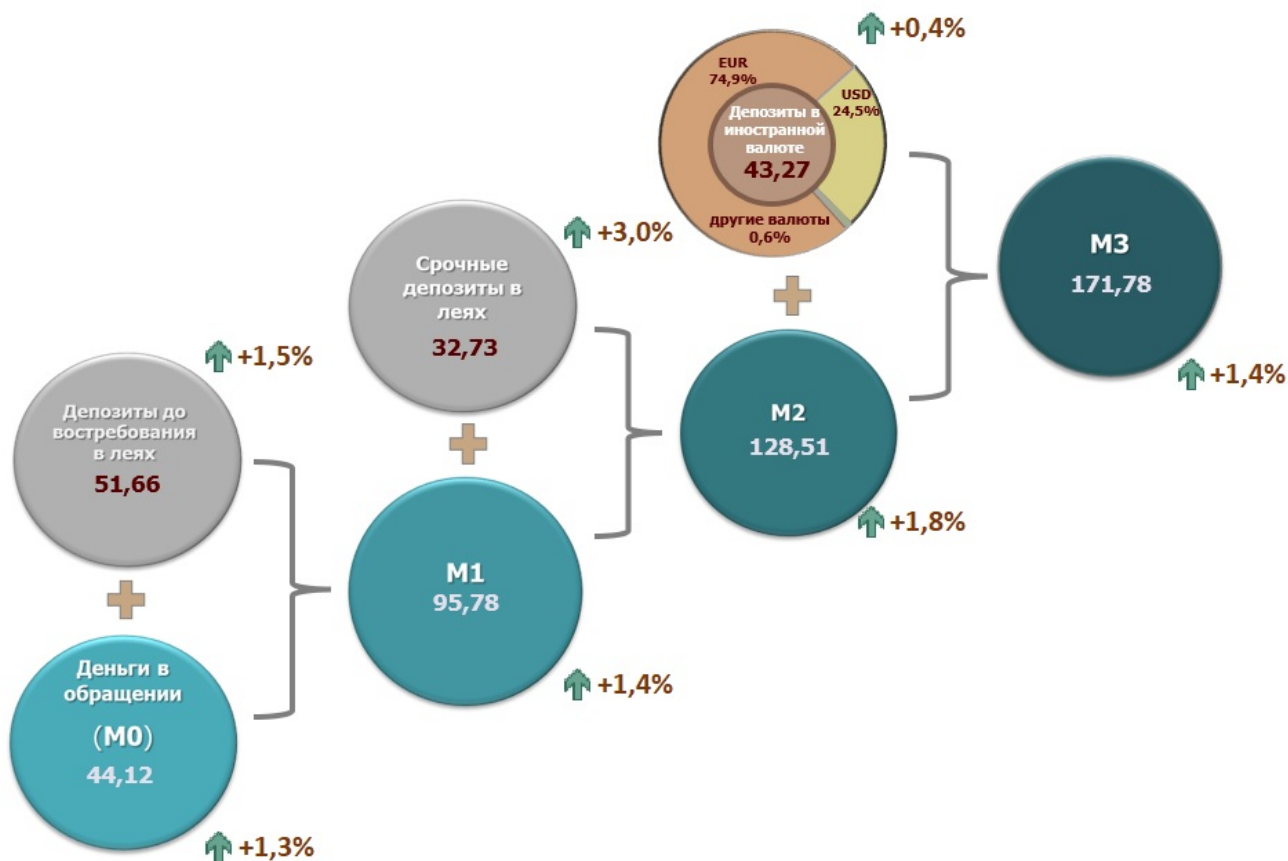 +0,4%
EUR
74,9%
USD
24,5%
Депозиты в
иностранной
валюте
43,27
другие валюты
0,6%
M3
171,78
+1,4%
+3,0%
Срочные
депозиты в
леях
32,73
M2
128,51
+1,8%
+1,5%
Депозиты до
востребования
в леях
51,66
M1
95,78
+1,4%
Деньги в
обращении
(M0)
44,12
+1,3%